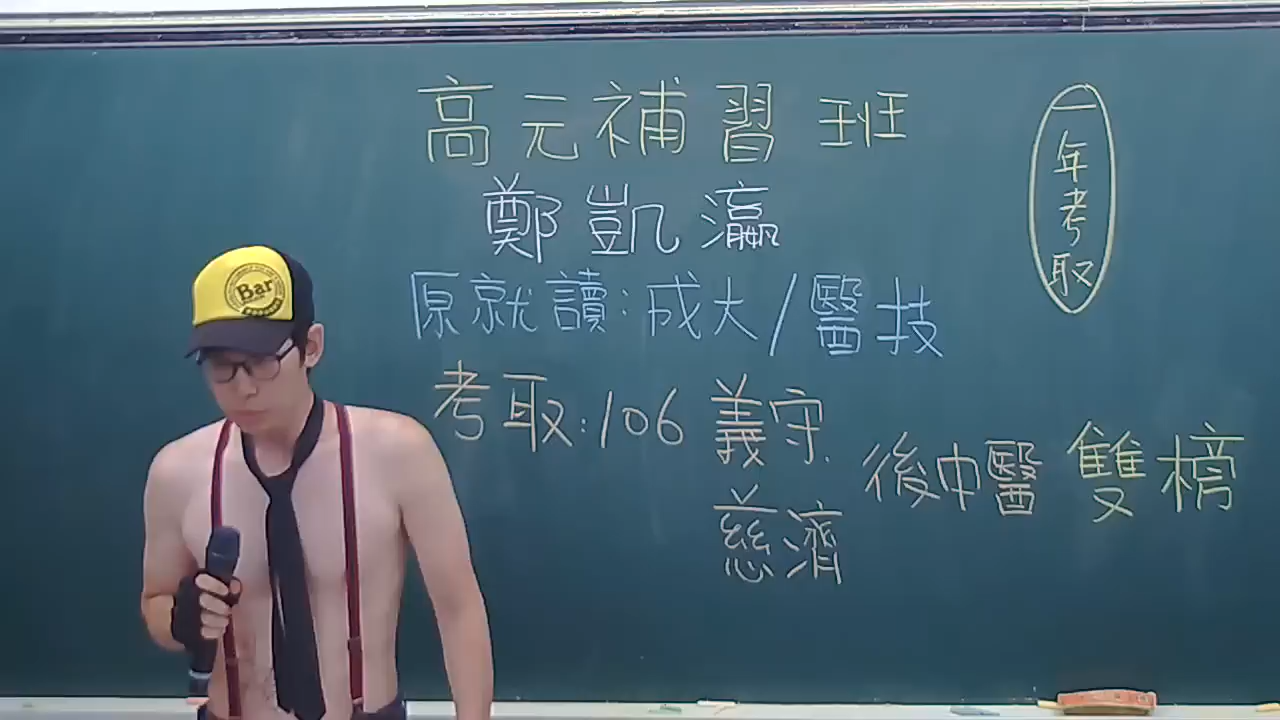 高元補習班
鄭凱瀛
原就讀:成大/醫技
考取:106 義守
慈濟
後中醫 雙榜
一年考取
Bar